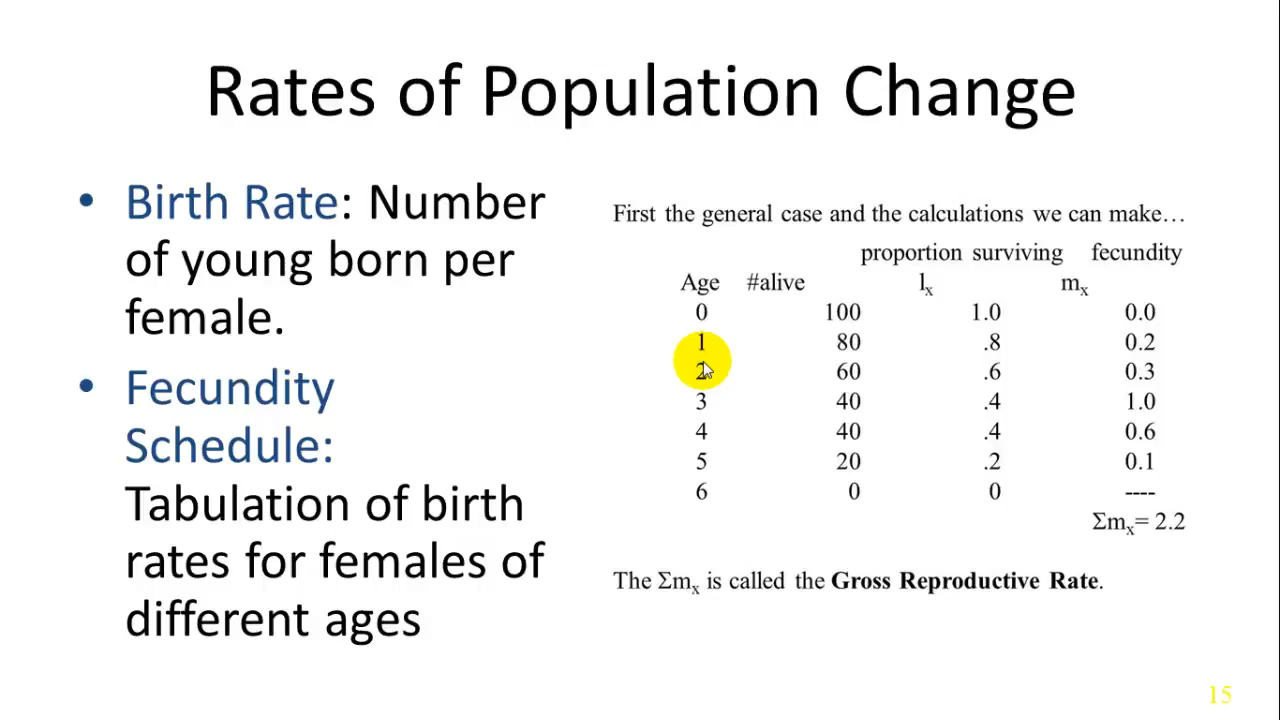 Rates of Population Change
• Birth Rate: Number
of young born per
female.
• Fecundity
Schedule:
Tabulation of birth
rates for females of
different ages
First the general case and the calculations we can make…
proportion surviving fecundity
Age #alive lx mx
0 100 1.0 0.0
1 80 .8 0.2
2 60 .6 0.3
3 40 .4 1.0
4 40 .4 0.6
5 20 .2 0.1
6 0 0 ----
Σmx= 2.2
The Σmx is called the Gross Reproductive Rate.
15